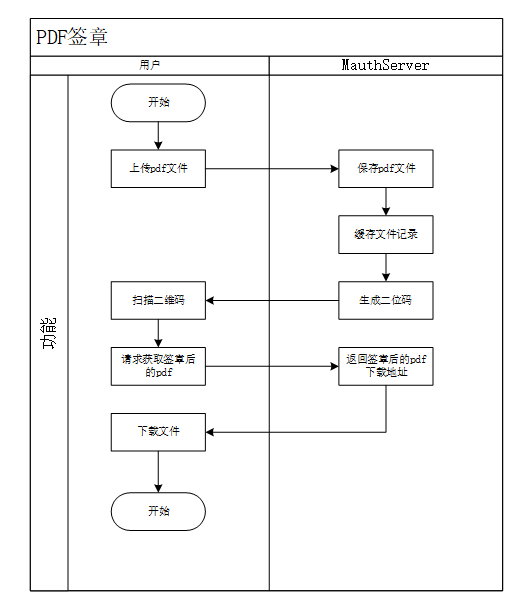 PDF签章
用户
MauthServer
功能
开始
上传pdf文件
保存pdf文件
缓存文件记录
扫描二维码
生成二位码
请求获取签章后
的pdf
返回签章后的pdf
下载地址
下载文件
开始